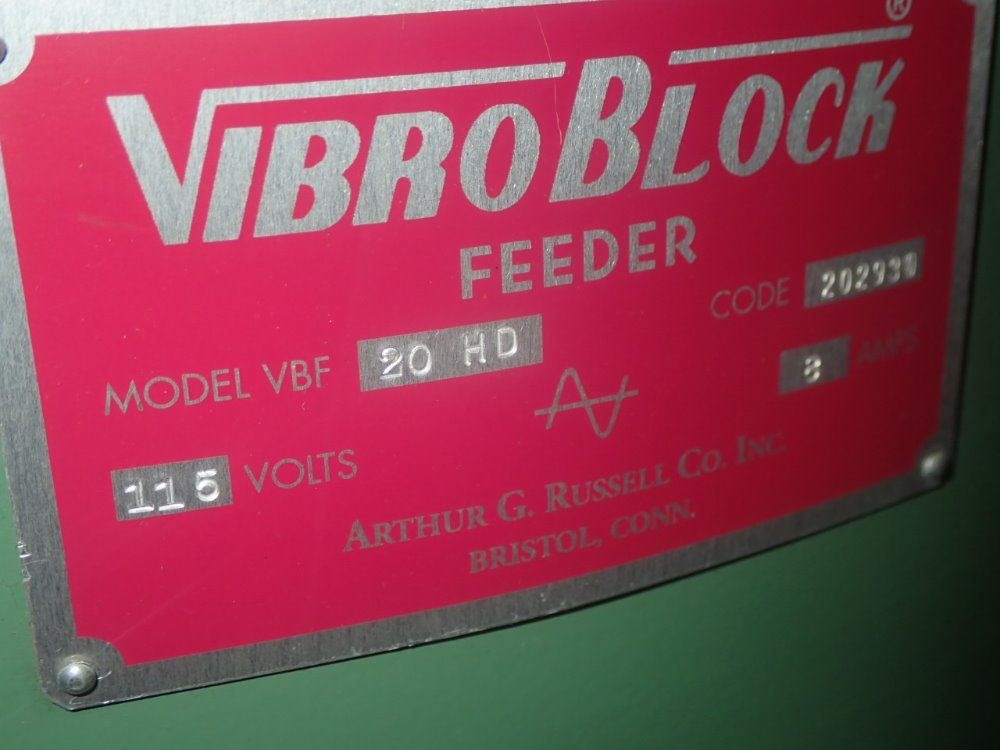 VIBROBLOCK®
FEEDER
CODE 202930
MODEL VBF 20 HD
8 AMPS
115 VOLTS
ARTHUR G. RUSSELL CO. INC.
BRISTOL, CONN.